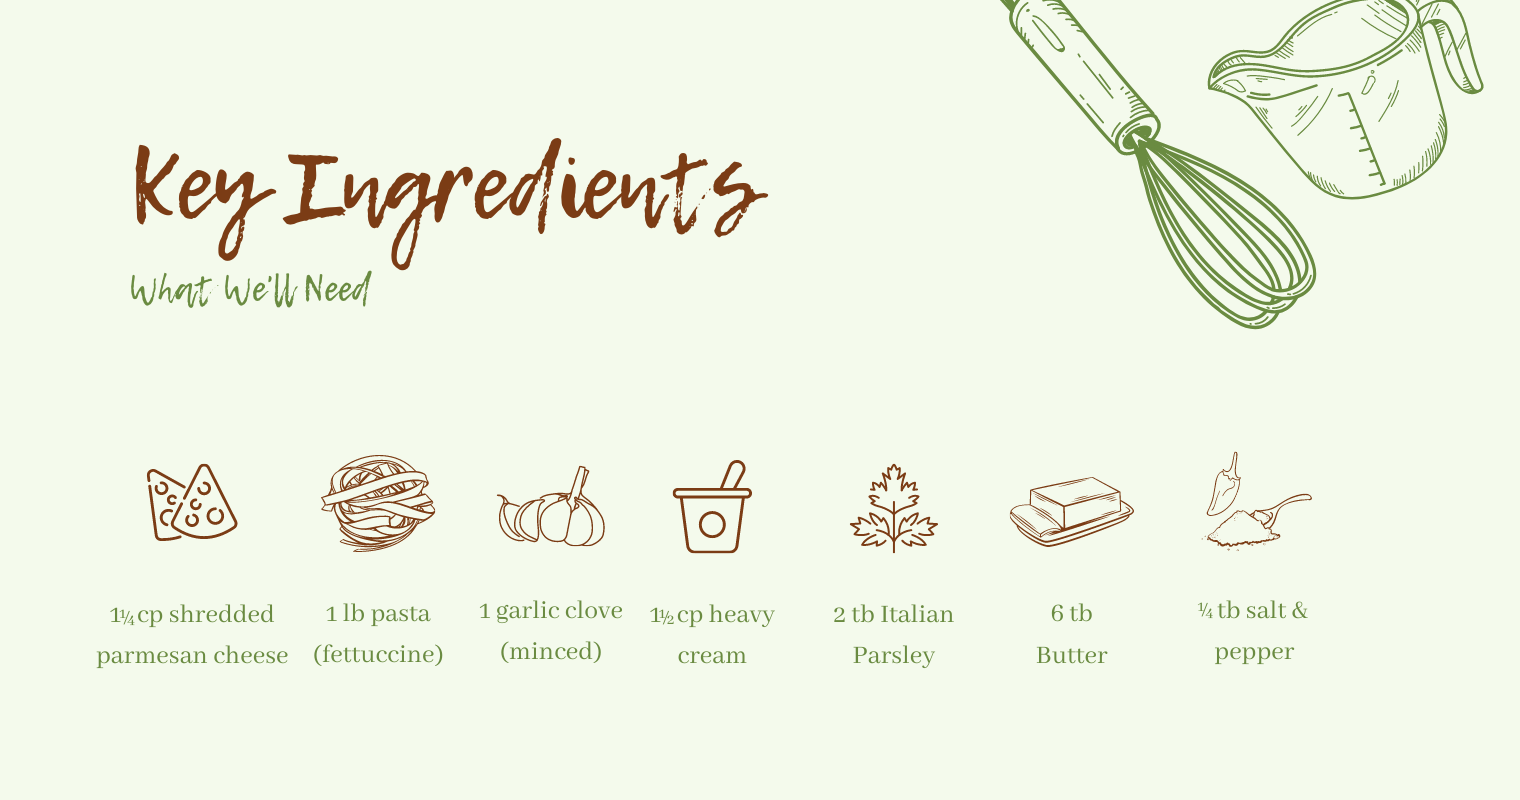 Key Ingredients
What We'll Need
1¼ cp shredded
parmesan cheese
1 lb pasta
(fettuccine)
1 garlic clove
(minced)
1½ cp heavy
cream
2 tb Italian
Parsley
6 tb
Butter
¼ tb salt &
pepper